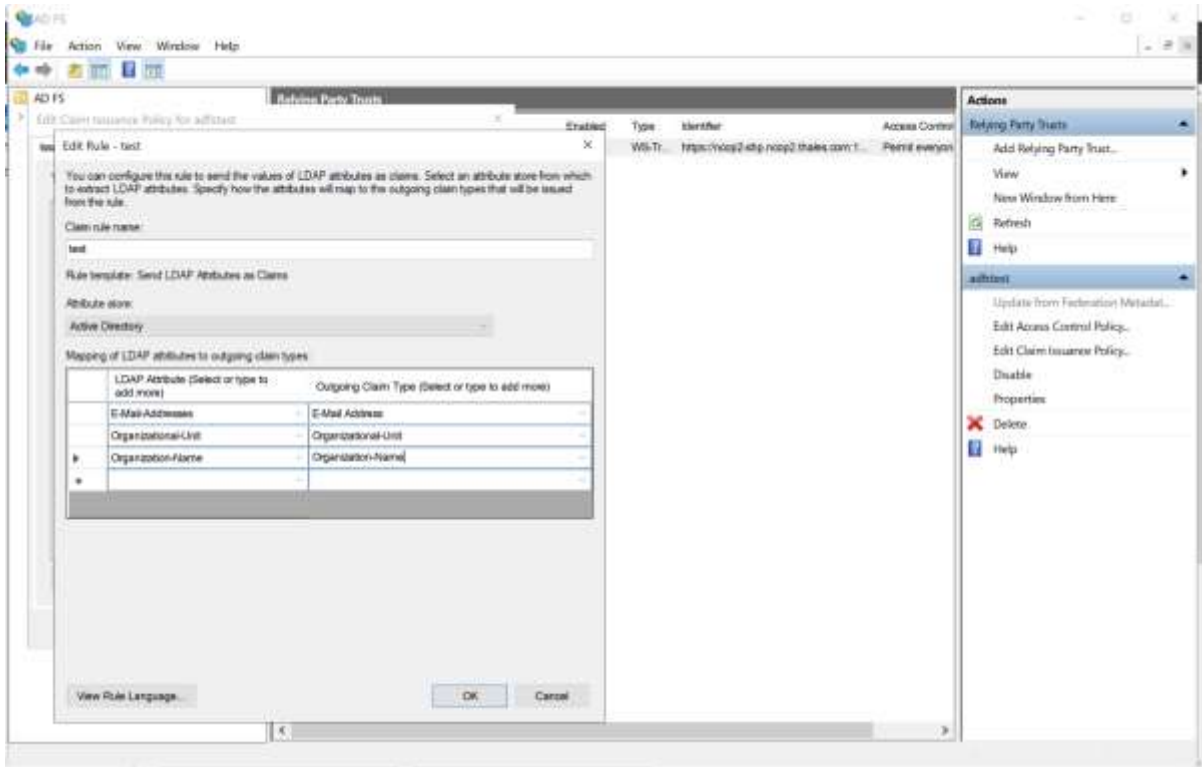 AD FS
File Action View Window Help
AD FS
Relying Party Trusts
Edit Claim Issuance Policy for adfstest
Enabled Type Identifier Access Control
WS-Tr... Permit everyon
Edit Rule - test
You can configure this rule to send the values of LDAP attributes as claims. Select an attribute store from which
to extract LDAP attributes. Specify how the attributes will map to the outgoing claim types that will be issued
from the rule.
Claim rule name:
test
Rule template: Send LDAP Attributes as Claims
Attribute store:
Active Directory
Mapping of LDAP attributes to outgoing claim types:
LDAP Attribute (Select or type to
add more)
Outgoing Claim Type (Select or type to add more)
E-Mail-Addresses E-Mail Address
Organizational-Unit Organizational-Unit
Organization-Name Organization-Name
View Rule Language...
OK Cancel
Actions
Relying Party Trusts
Add Relying Party Trust...
View
New Window from Here
Refresh
Help
adfstest
Update from Federation Metadat...
Edit Access Control Policy...
Edit Claim Issuance Policy...
Disable
Properties
Delete
Help